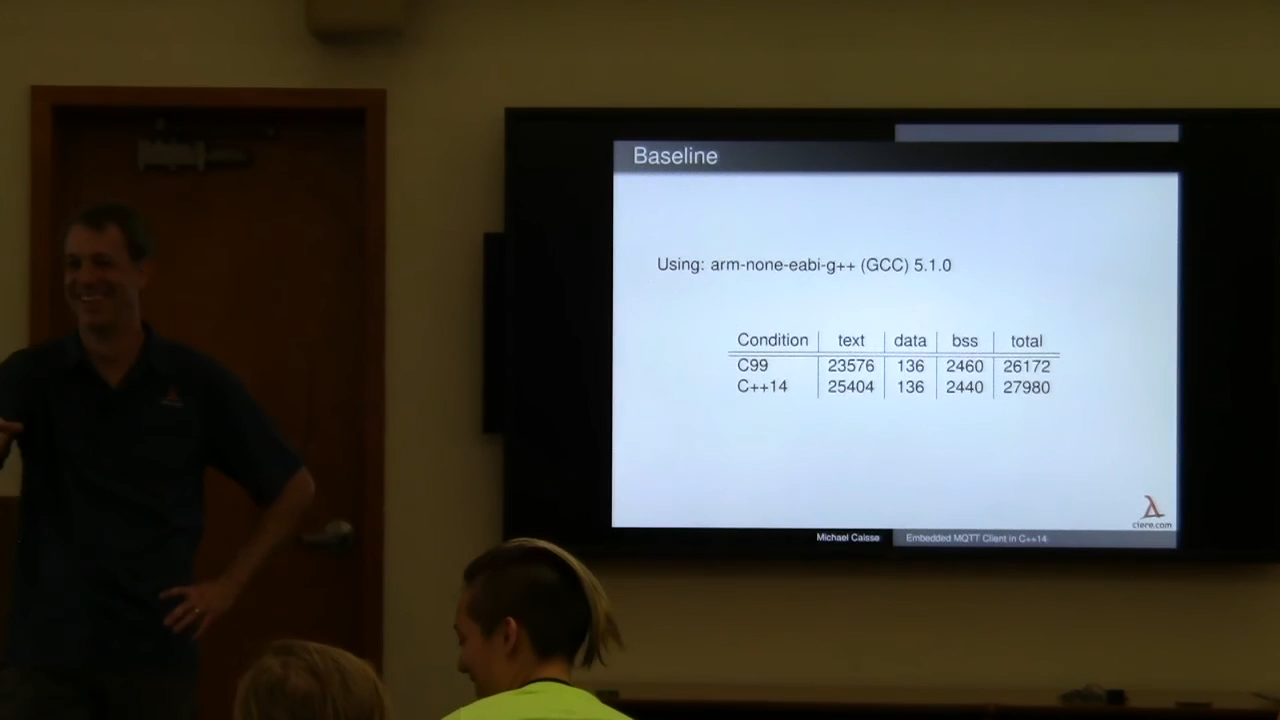 Baseline
Using: arm-none-eabi-g++ (GCC) 5.1.0
Condition text data bss total
C99 23576 136 2460 26172
C++14 25404 136 2440 27980
ciere.com
Michael Caisse Embedded MQTT Client in C++14